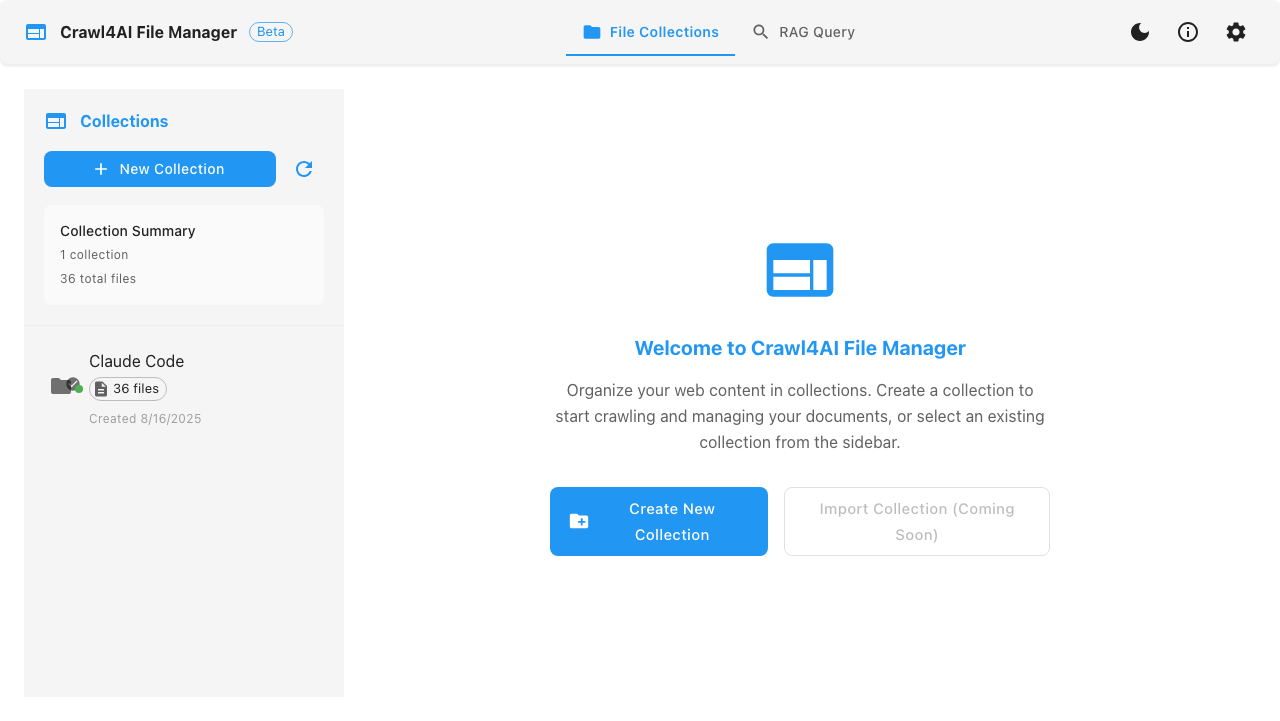 Crawl4AI File Manager
Beta
File Collections
RAG Query
Collections
New Collection
Collection Summary
1 collection
36 total files
Claude Code
36 files
Created 8/16/2025
Welcome to Crawl4AI File Manager
Organize your web content in collections. Create a collection to
start crawling and managing your documents, or select an existing
collection from the sidebar.
Create New
Collection
Import Collection (Coming
Soon)